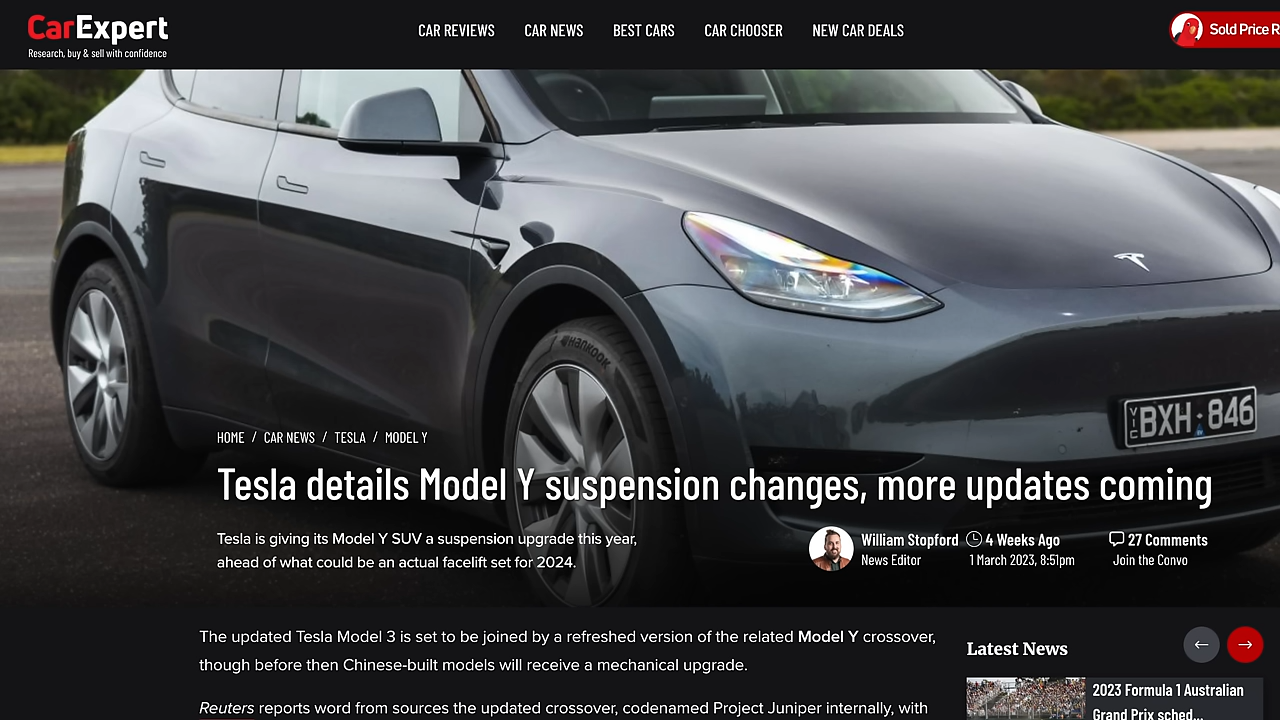 CarExpert
Research, buy & sell with confidence
CAR REVIEWS
CAR NEWS
BEST CARS
CAR CHOOSER
NEW CAR DEALS
Sold Price R
HANKOOK
VIC
BXH·846
HOME / CAR NEWS / TESLA / MODEL Y
Tesla details Model Y suspension changes, more updates coming
Tesla is giving its Model Y SUV a suspension upgrade this year,
ahead of what could be an actual facelift set for 2024.
William Stopford
News Editor
4 Weeks Ago
1 March 2023, 8:51pm
27 Comments
Join the Convo
The updated Tesla Model 3 is set to be joined by a refreshed version of the related Model Y crossover,
though before then Chinese-built models will receive a mechanical upgrade.
Reuters reports word from sources the updated crossover, codenamed Project Juniper internally, with
Latest News
2023 Formula 1 Australian
Grand Prix sched...